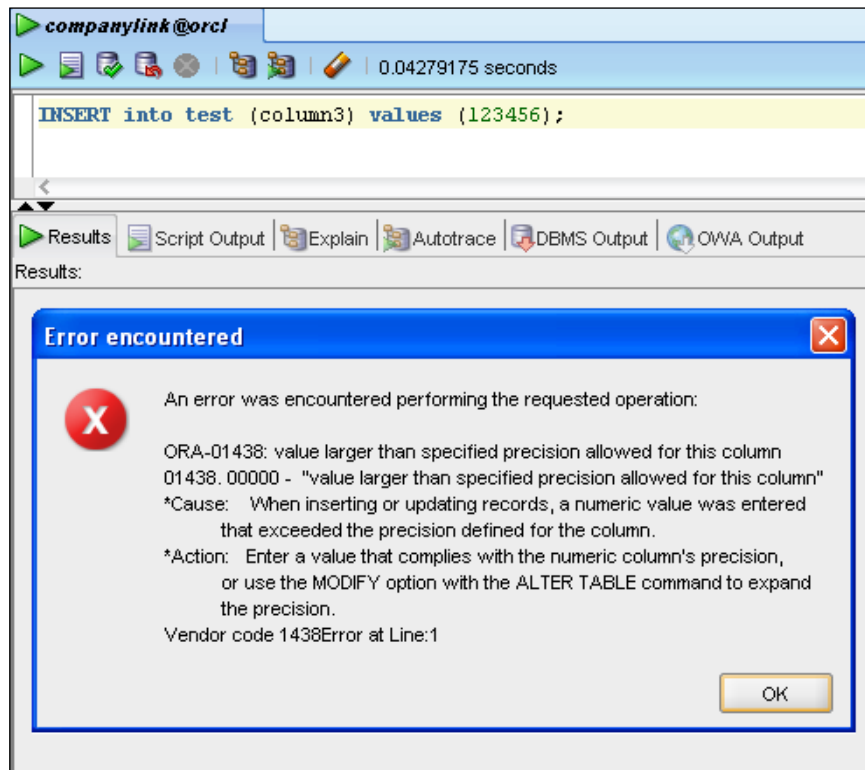 companylink@orcl
0.04279175 seconds
INSERT into test (column3) values (123456);
Results Script Output Explain Autotrace DBMS Output OWA Output
Results:
Error encountered
An error was encountered performing the requested operation:
ORA-01438: value larger than specified precision allowed for this column
01438. 00000 - "value larger than specified precision allowed for this column"
*Cause: When inserting or updating records, a numeric value was entered
that exceeded the precision defined for the column.
*Action: Enter a value that complies with the numeric column's precision,
or use the MODIFY option with the ALTER TABLE command to expand
the precision.
Vendor code 1438Error at Line:1
OK